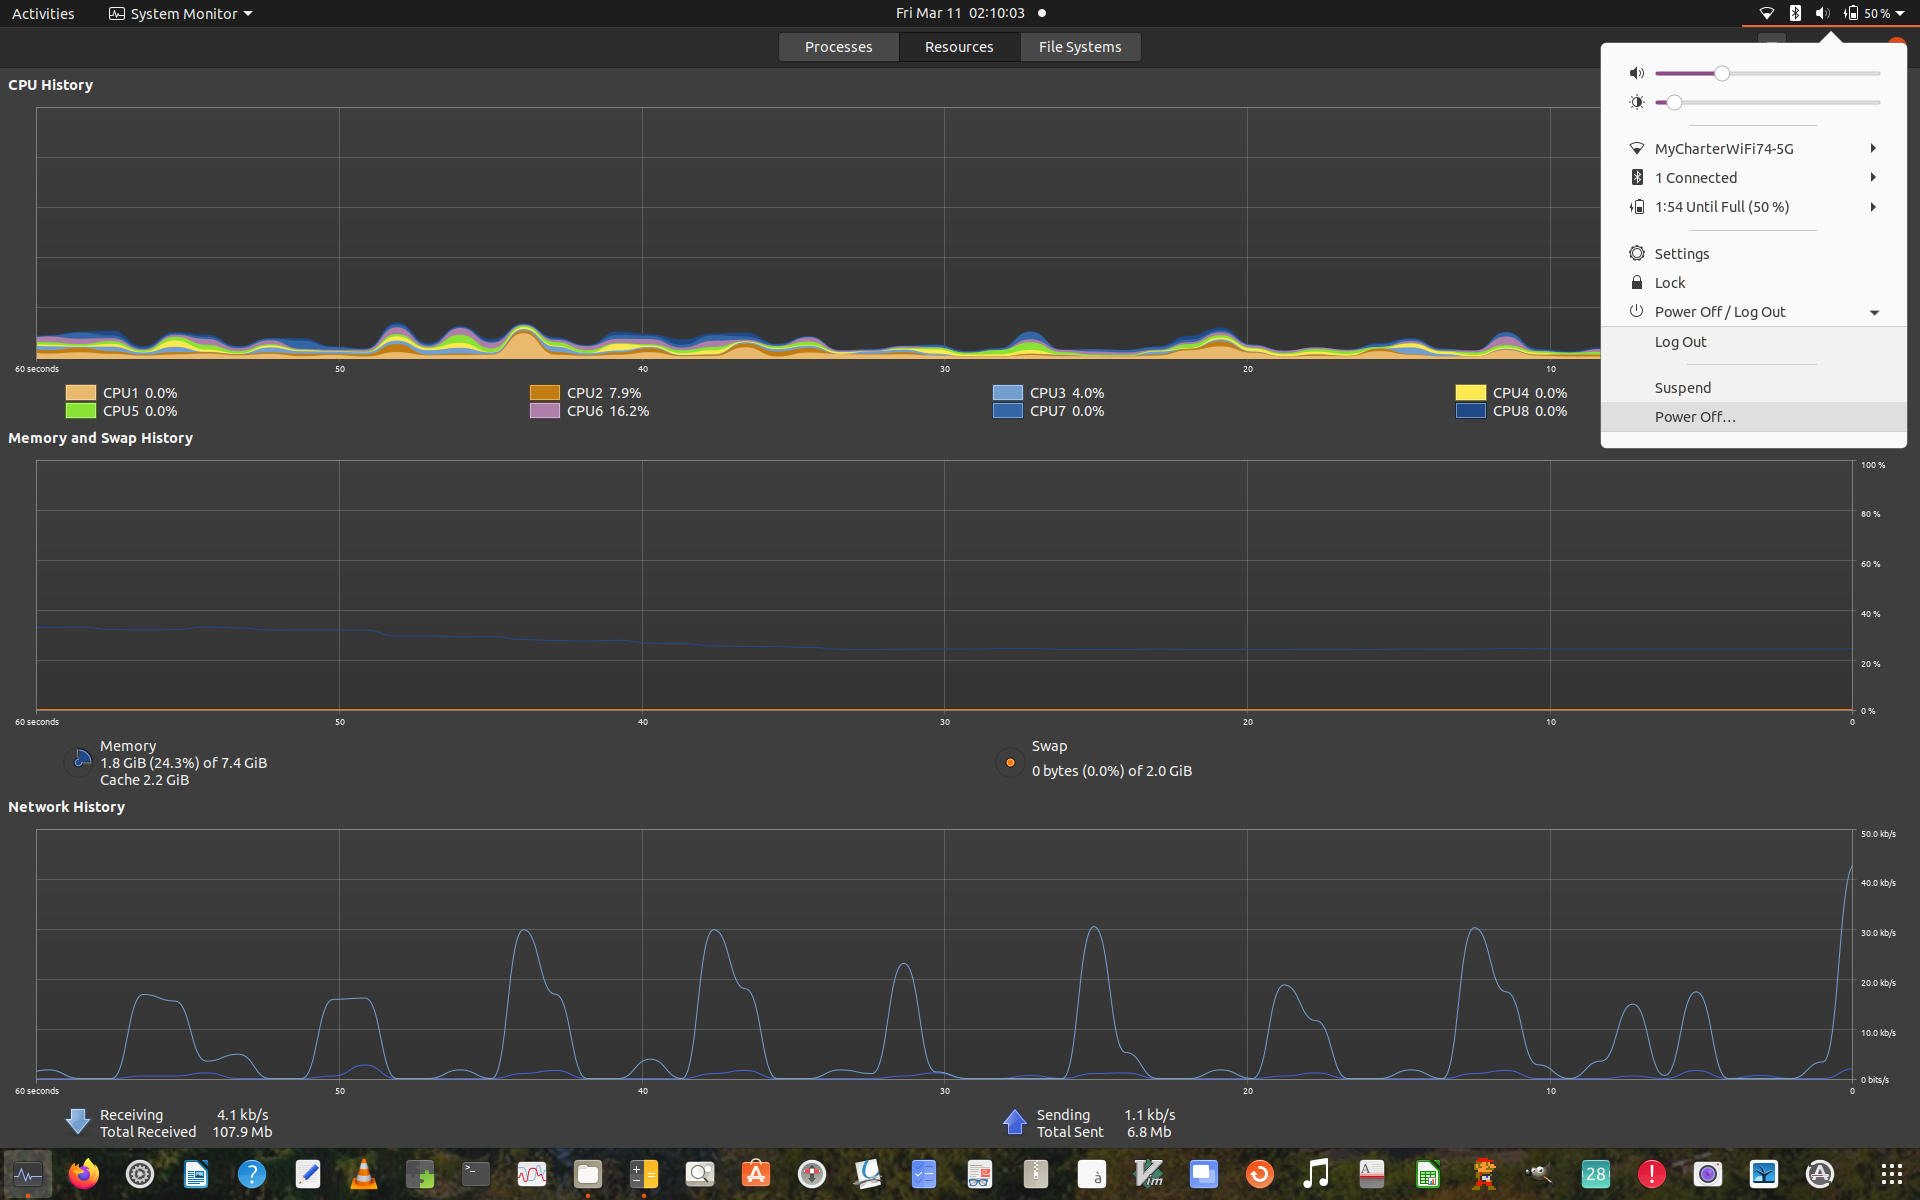 Activities
System Monitor
Fri Mar 11 02:10:03
50 %
Processes
Resources
File Systems
CPU History
60 seconds
50
40
30
20
10
CPU1 0.0%
CPU2 7.9%
CPU3 4.0%
CPU4 0.0%
CPU5 0.0%
CPU6 16.2%
CPU7 0.0%
CPU8 0.0%
MyCharterWiFi74-5G
1 Connected
1:54 Until Full (50 %)
Settings
Lock
Power Off / Log Out
Log Out
Suspend
Power Off…
Memory and Swap History
100 %
80 %
60 %
40 %
20 %
0 %
60 seconds
50
40
30
20
10
0
Memory
1.8 GiB (24.3%) of 7.4 GiB
Cache 2.2 GiB
Swap
0 bytes (0.0%) of 2.0 GiB
Network History
50.0 kb/s
40.0 kb/s
30.0 kb/s
20.0 kb/s
10.0 kb/s
0 bits/s
60 seconds
50
40
30
20
10
0
Receiving 4.1 kb/s
Total Received 107.9 Mb
Sending 1.1 kb/s
Total Sent 6.8 Mb
?
>_
A
à
Vim
A
28
!